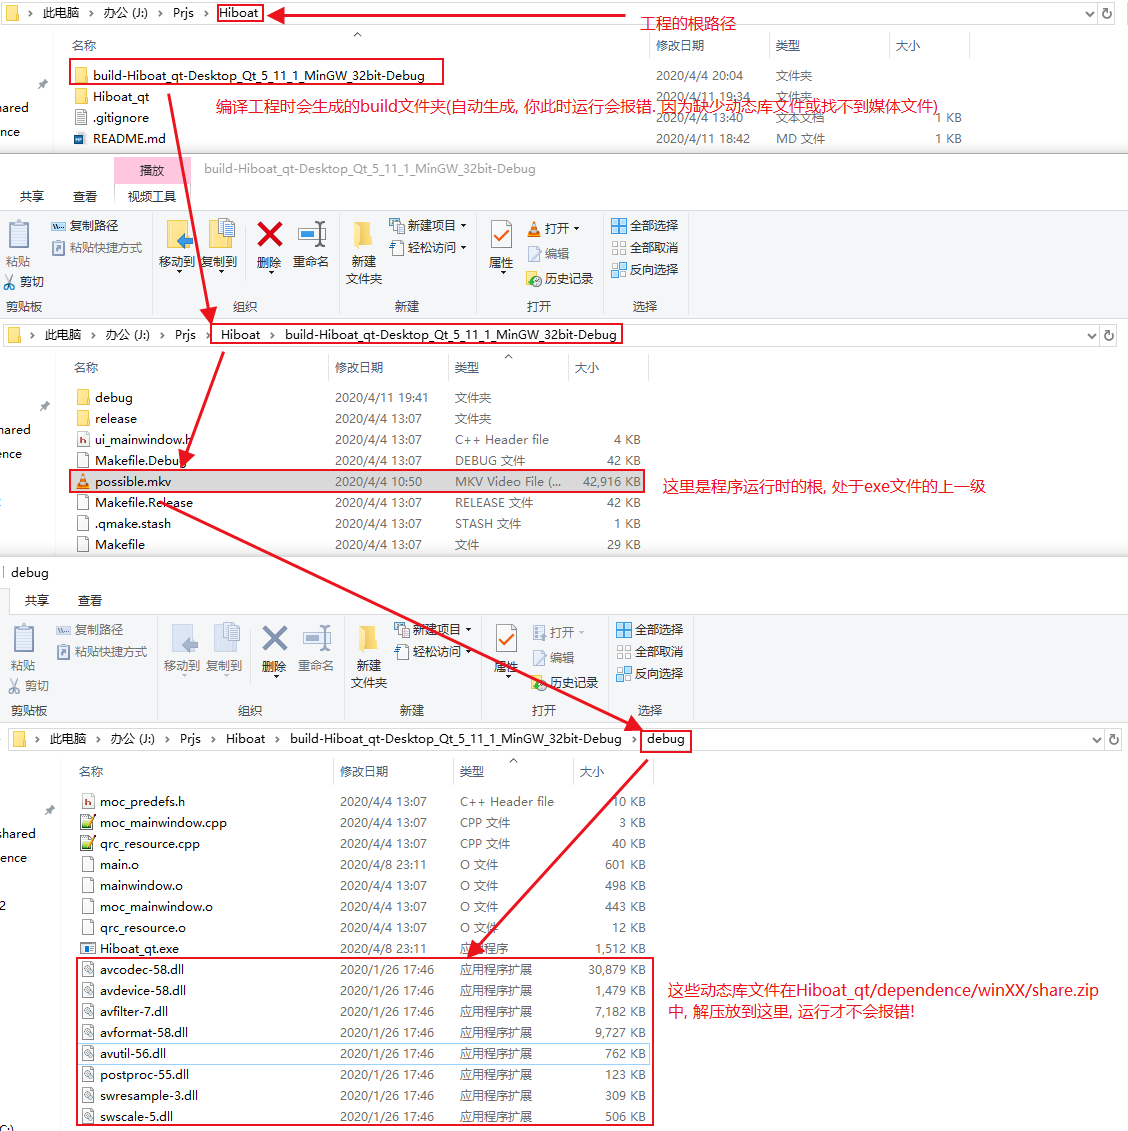 此电脑 › 办公 (J:) › Prjs › Hiboat
工程的根路径
名称 修改日期 类型 大小
build-Hiboat_qt-Desktop_Qt_5_11_1_MinGW_32bit-Debug 2020/4/4 20:04 文件夹
Hiboat_qt 2020/4/11 19:34 文件夹
编译工程时会生成的build文件夹(自动生成, 你此时运行会报错. 因为缺少动态库文件或找不到媒体文件)
hared
.gitignore 2020/4/4 13:40 文本文档 1 KB
ence
README.md 2020/4/11 18:42 MD 文件 1 KB
播放 build-Hiboat_qt-Desktop_Qt_5_11_1_MinGW_32bit-Debug
共享 查看 视频工具
复制路径 新建项目 打开 全部选择
粘贴快捷方式 轻松访问 编辑 全部取消
粘贴 移动到 复制到 删除 重命名 新建 属性
剪切 文件夹 历史记录 反向选择
剪贴板 组织 新建 打开 选择
此电脑 › 办公 (J:) › Prjs › Hiboat › build-Hiboat_qt-Desktop_Qt_5_11_1_MinGW_32bit-Debug
名称 修改日期 类型 大小
debug 2020/4/11 19:41 文件夹
release 2020/4/4 13:07 文件夹
hared
ui_mainwindow.h 2020/4/4 13:07 C++ Header file 4 KB
ence
Makefile.Debug 2020/4/4 13:07 DEBUG 文件 42 KB
possible.mkv 2020/4/4 10:50 MKV Video File (... 42,916 KB
这里是程序运行时的根, 处于exe文件的上一级
Makefile.Release 2020/4/4 13:07 RELEASE 文件 42 KB
.qmake.stash 2020/4/4 13:07 STASH 文件 1 KB
Makefile 2020/4/4 13:07 文件 29 KB
debug
共享 查看
复制路径 新建项目 打开 全部选择
粘贴快捷方式 轻松访问 编辑 全部取消
粘贴 移动到 复制到 删除 重命名 新建 属性
剪切 文件夹 历史记录 反向选择
剪贴板 组织 新建 打开 选择
此电脑 › 办公 (J:) › Prjs › Hiboat › build-Hiboat_qt-Desktop_Qt_5_11_1_MinGW_32bit-Debug › debug
名称 修改日期 类型 大小
moc_predefs.h 2020/4/4 13:07 C++ Header file 10 KB
moc_mainwindow.cpp 2020/4/4 13:07 CPP 文件 3 KB
shared
qrc_resource.cpp 2020/4/4 13:07 CPP 文件 40 KB
ence
main.o 2020/4/8 23:11 O 文件 601 KB
mainwindow.o 2020/4/4 13:07 O 文件 498 KB
2
moc_mainwindow.o 2020/4/4 13:07 O 文件 443 KB
qrc_resource.o 2020/4/4 13:07 O 文件 12 KB
Hiboat_qt.exe 2020/4/8 23:11 应用程序 1,512 KB
avcodec-58.dll 2020/1/26 17:46 应用程序扩展 30,879 KB
avdevice-58.dll 2020/1/26 17:46 应用程序扩展 1,479 KB
这些动态库文件在Hiboat_qt/dependence/winXX/share.zip
中, 解压放到这里, 运行才不会报错!
avfilter-7.dll 2020/1/26 17:46 应用程序扩展 7,182 KB
avformat-58.dll 2020/1/26 17:46 应用程序扩展 9,727 KB
avutil-56.dll 2020/1/26 17:46 应用程序扩展 762 KB
postproc-55.dll 2020/1/26 17:46 应用程序扩展 123 KB
swresample-3.dll 2020/1/26 17:46 应用程序扩展 309 KB
swscale-5.dll 2020/1/26 17:46 应用程序扩展 506 KB
C:)